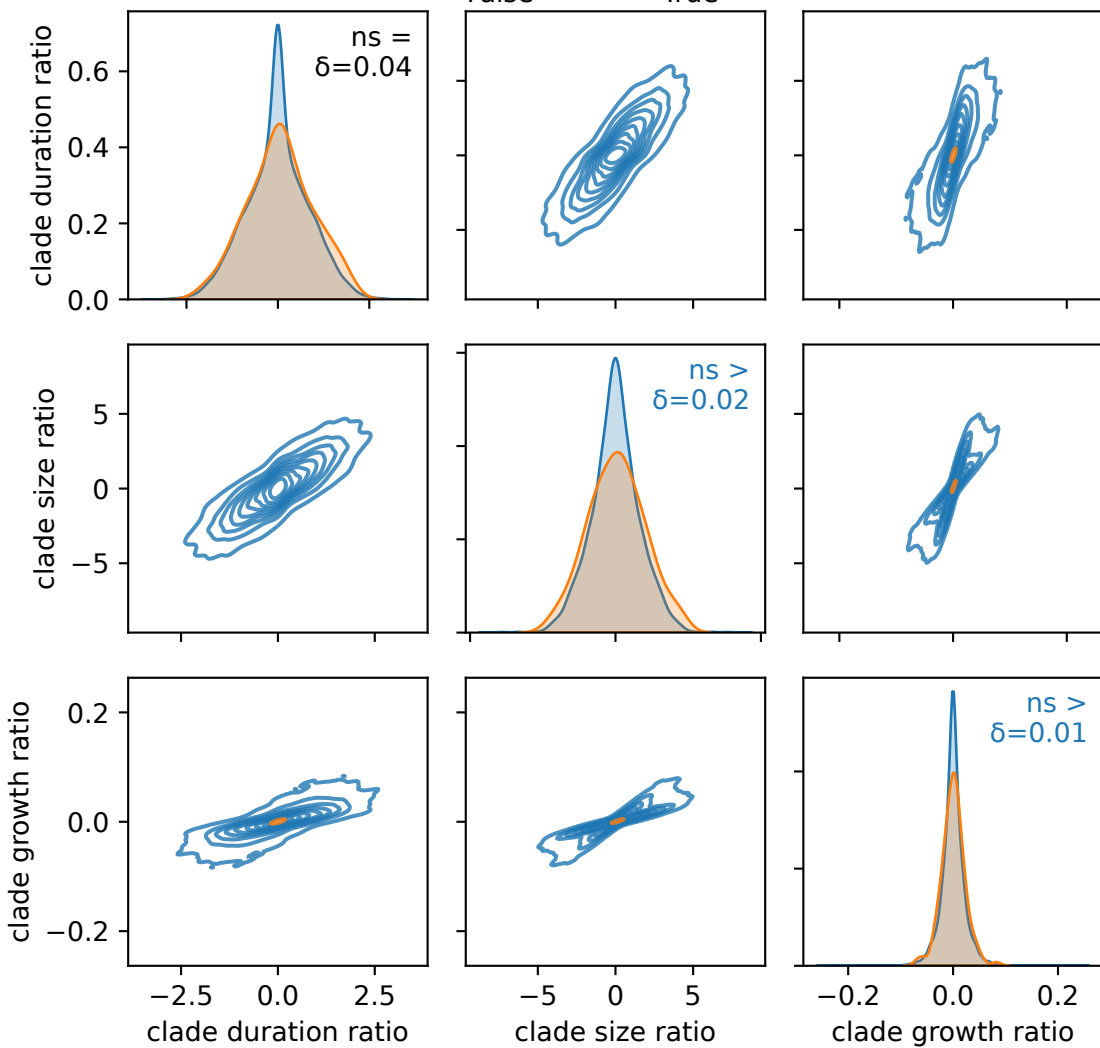 clade duration ratio
0.6
0.4
0.2
0.0
ns =
δ=0.04
clade size ratio
5
0
−5
ns >
δ=0.02
clade growth ratio
0.2
0.0
−0.2
ns >
δ=0.01
−2.5 0.0 2.5
−5 0 5
−0.2 0.0 0.2
clade duration ratio
clade size ratio
clade growth ratio